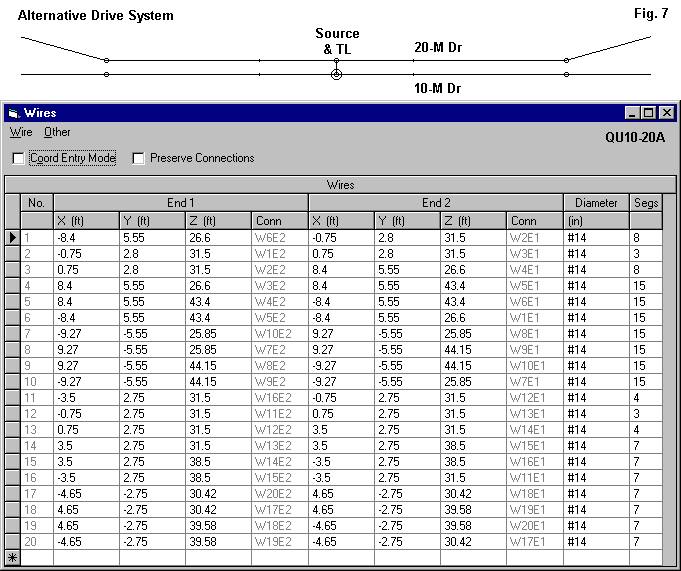 Alternative Drive System
Fig. 7
Source
& TL
20-M Dr
10-M Dr
Wires
Wire Other
QU10-20A
Coord Entry Mode Preserve Connections
Wires
No. End 1 End 2 Diameter Segs
X (ft) Y (ft) Z (ft) Conn X (ft) Y (ft) Z (ft) Conn (in)
1 -8.4 5.55 26.6 W6E2 -0.75 2.8 31.5 W2E1 #14 8
2 -0.75 2.8 31.5 W1E2 0.75 2.8 31.5 W3E1 #14 3
3 0.75 2.8 31.5 W2E2 8.4 5.55 26.6 W4E1 #14 8
4 8.4 5.55 26.6 W3E2 8.4 5.55 43.4 W5E1 #14 15
5 8.4 5.55 43.4 W4E2 -8.4 5.55 43.4 W6E1 #14 15
6 -8.4 5.55 43.4 W5E2 -8.4 5.55 26.6 W1E1 #14 15
7 -9.27 -5.55 25.85 W10E2 9.27 -5.55 25.85 W8E1 #14 15
8 9.27 -5.55 25.85 W7E2 9.27 -5.55 44.15 W9E1 #14 15
9 9.27 -5.55 44.15 W8E2 -9.27 -5.55 44.15 W10E1 #14 15
10 -9.27 -5.55 44.15 W9E2 -9.27 -5.55 25.85 W7E1 #14 15
11 -3.5 2.75 31.5 W16E2 -0.75 2.75 31.5 W12E1 #14 4
12 -0.75 2.75 31.5 W11E2 0.75 2.75 31.5 W13E1 #14 3
13 0.75 2.75 31.5 W12E2 3.5 2.75 31.5 W14E1 #14 4
14 3.5 2.75 31.5 W13E2 3.5 2.75 38.5 W15E1 #14 7
15 3.5 2.75 38.5 W14E2 -3.5 2.75 38.5 W16E1 #14 7
16 -3.5 2.75 38.5 W15E2 -3.5 2.75 31.5 W11E1 #14 7
17 -4.65 -2.75 30.42 W20E2 4.65 -2.75 30.42 W18E1 #14 7
18 4.65 -2.75 30.42 W17E2 4.65 -2.75 39.58 W19E1 #14 7
19 4.65 -2.75 39.58 W18E2 -4.65 -2.75 39.58 W20E1 #14 7
20 -4.65 -2.75 39.58 W19E2 -4.65 -2.75 30.42 W17E1 #14 7